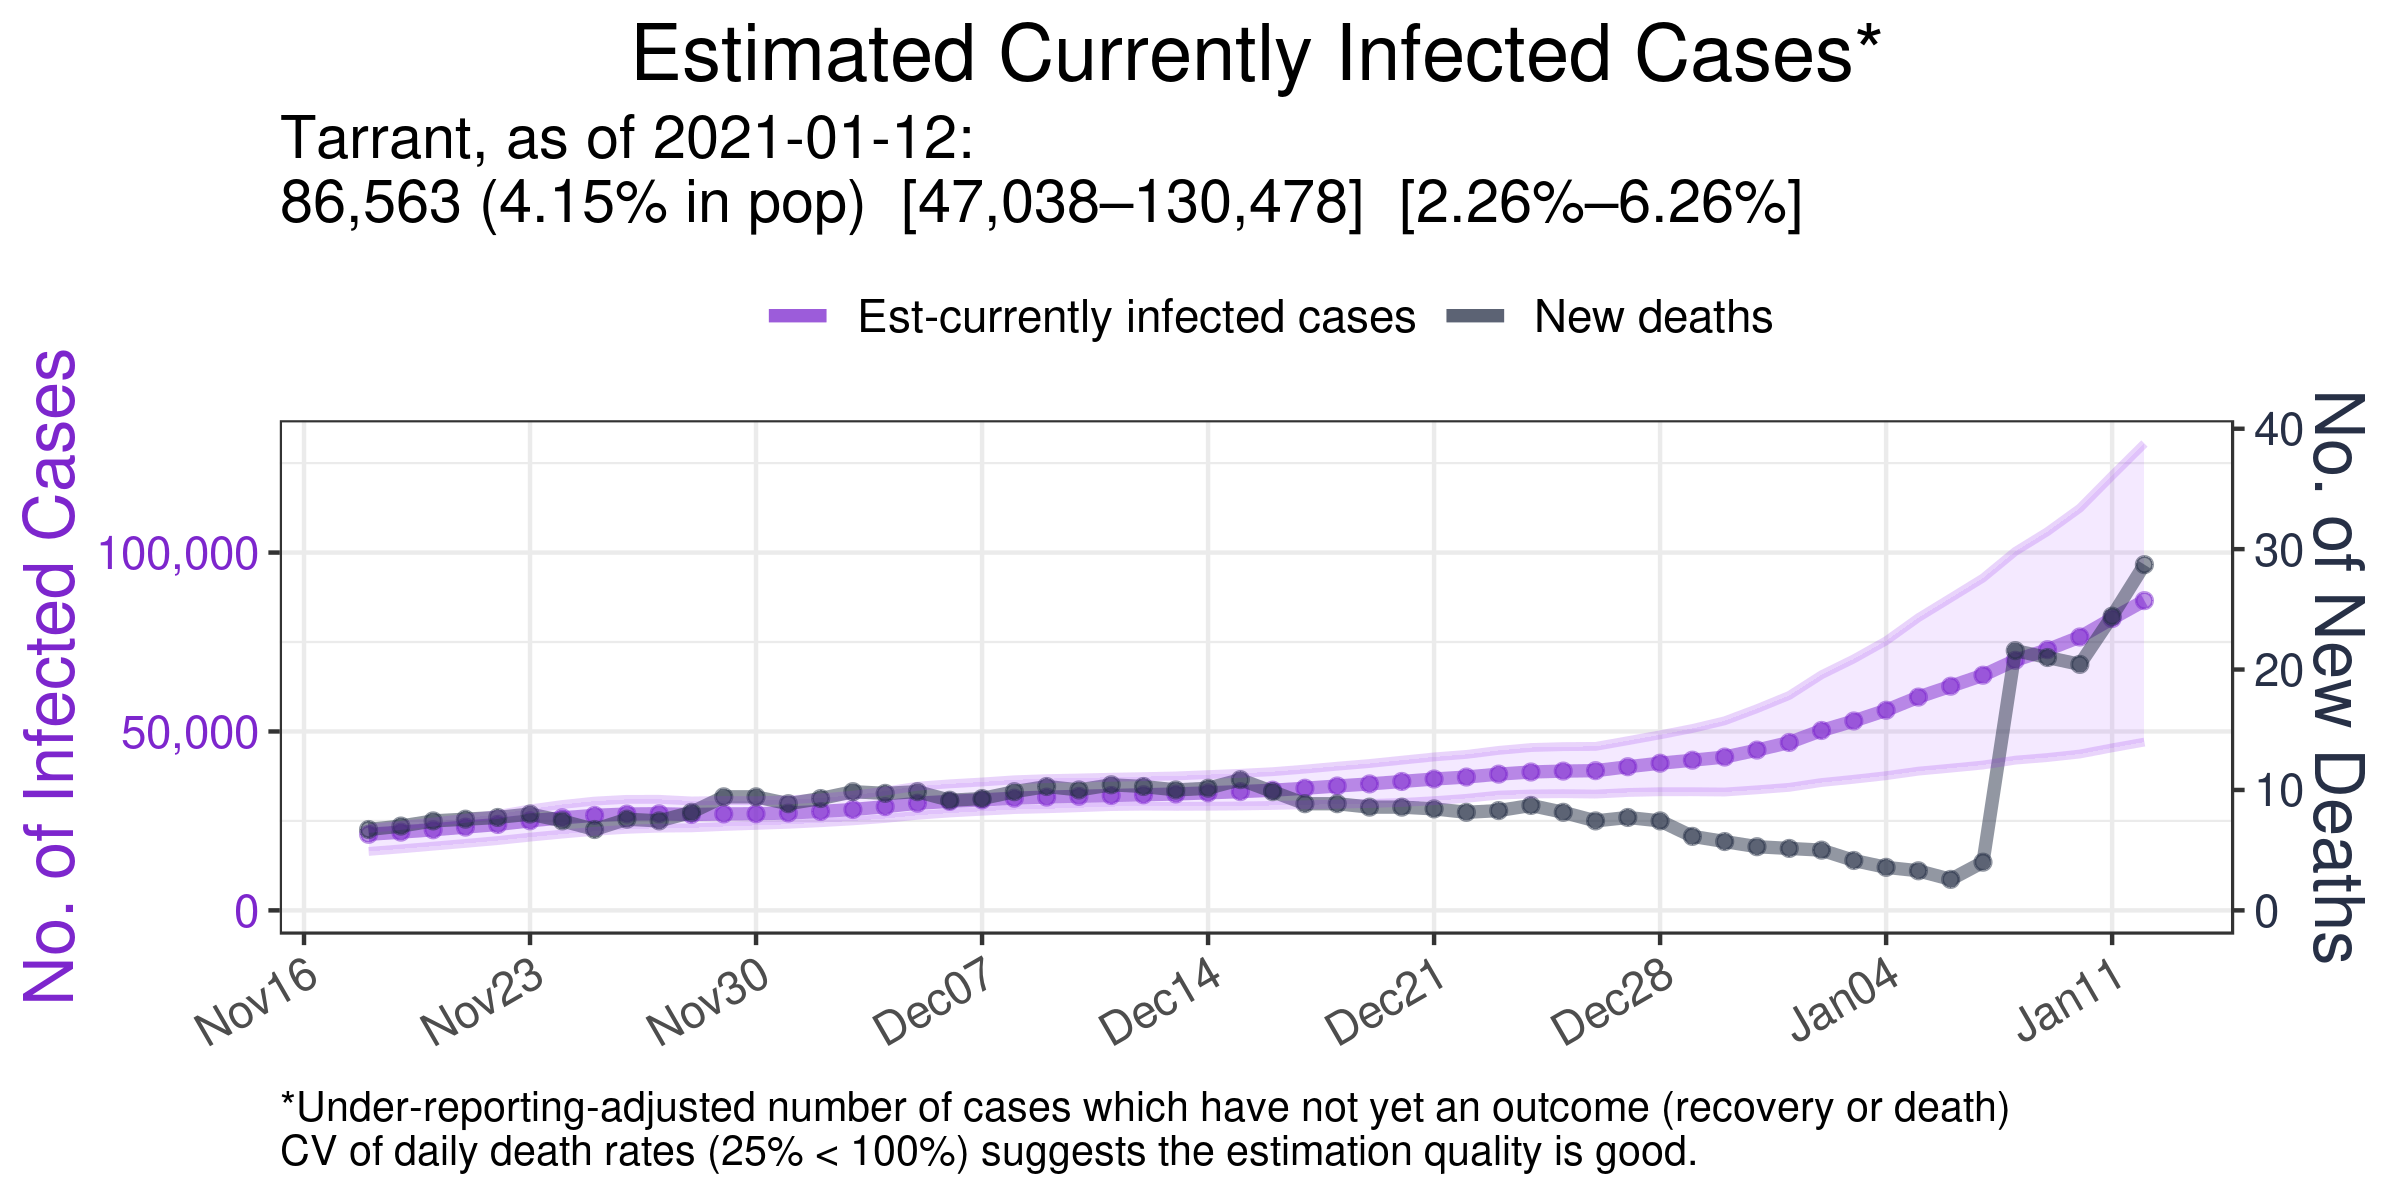 Estimated Currently Infected Cases*
Tarrant, as of 2021-01-12:
86,563 (4.15% in pop) [47,038–130,478] [2.26%–6.26%]
Est-currently infected cases
New deaths
No. of Infected Cases
100,000
50,000
0
40
30
20
10
0
No. of New Deaths
Nov16
Nov23
Nov30
Dec07
Dec14
Dec21
Dec28
Jan04
Jan11
*Under-reporting-adjusted number of cases which have not yet an outcome (recovery or death)
CV of daily death rates (25% < 100%) suggests the estimation quality is good.